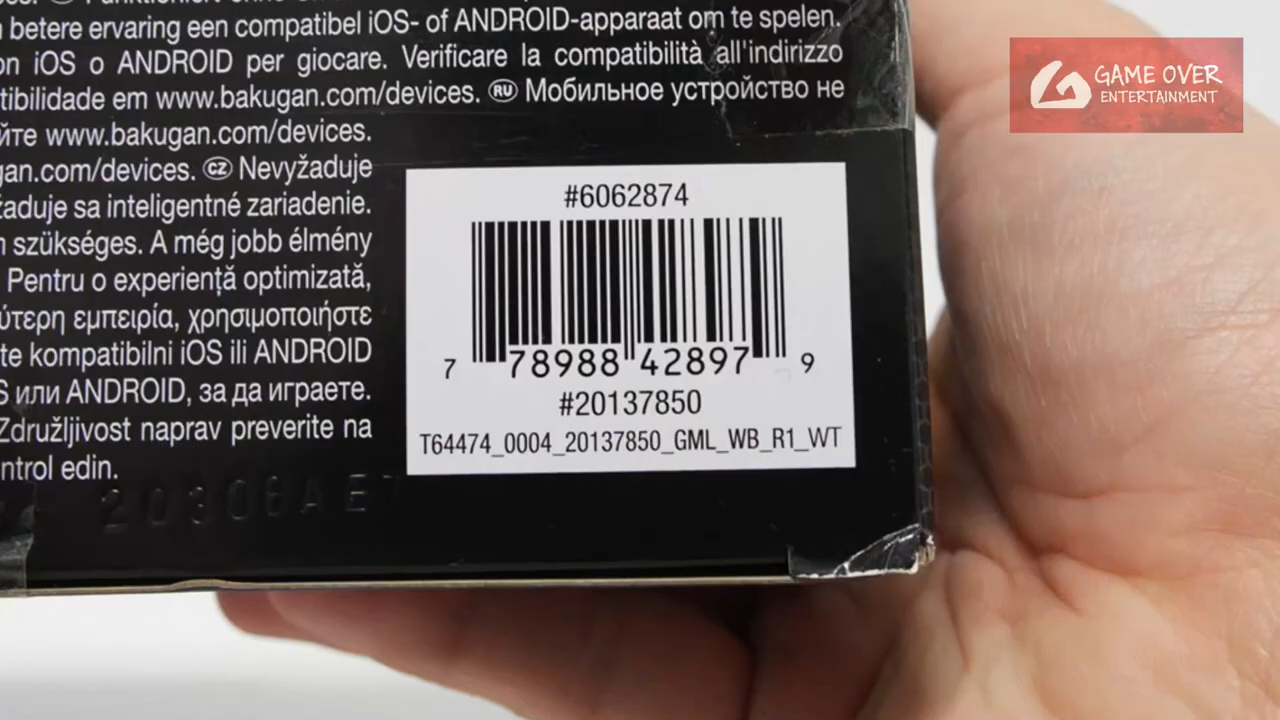 betere ervaring een compatibel iOS- of ANDROID-apparaat om te spelen.
on iOS o ANDROID per giocare. Verificare la compatibilità all'indirizzo
tibilidade em www.bakugan.com/devices. RU Мобильное устройство не
йте www.bakugan.com/devices.
gan.com/devices. CZ Nevyžaduje
žaduje sa inteligentné zariadenie.
szükséges. A még jobb élmény
Pentru o experiență optimizată,
ύτερη εμπειρία, χρησιμοποιήστε
te kompatibilni iOS ili ANDROID
S или ANDROID, за да играете.
Združljivost naprav preverite na
ntrol edin.
20308AE
#6062874
7 78988 42897 9
#20137850
T64474_0004_20137850_GML_WB_R1_WT
GAME OVER
ENTERTAINMENT